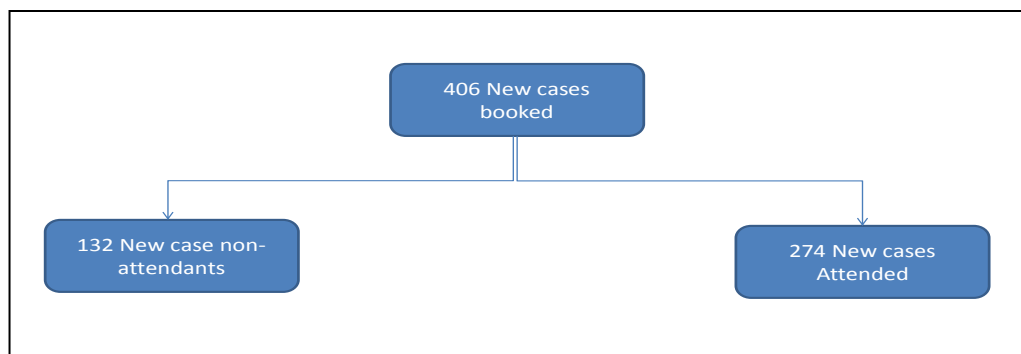 406 New cases
booked
132 New case non-
attendants
274 New cases
Attended